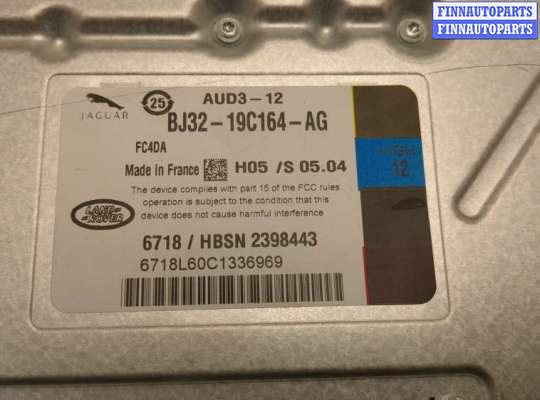 FINNAUTOPARTS
FINNAUTOPARTS
JAGUAR
25
AUD3-12
BJ32-19C164-AG
FC4DA
Made in France H05 /S 05.04
HIGH
12
The device complies with part 15 of the FCC rules
operation is subject to the condition that this
device does not cause harmful interference
LAND
ROVER
6718 / HBSN 2398443
6718L60C1336969